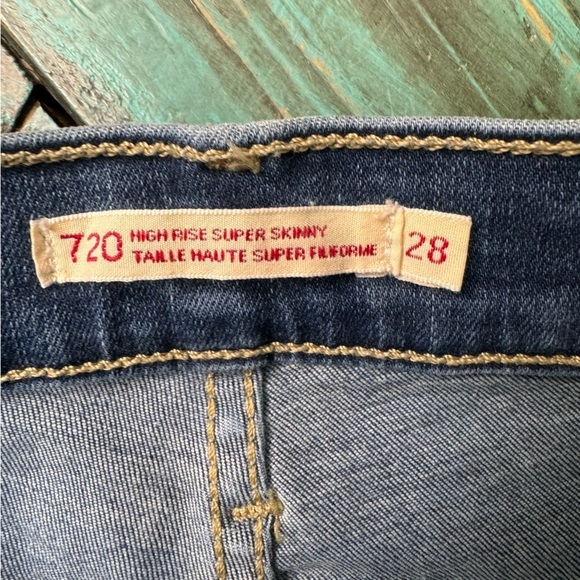 720 HIGH RISE SUPER SKINNY
TAILLE HAUTE SUPER FILIFORME
28